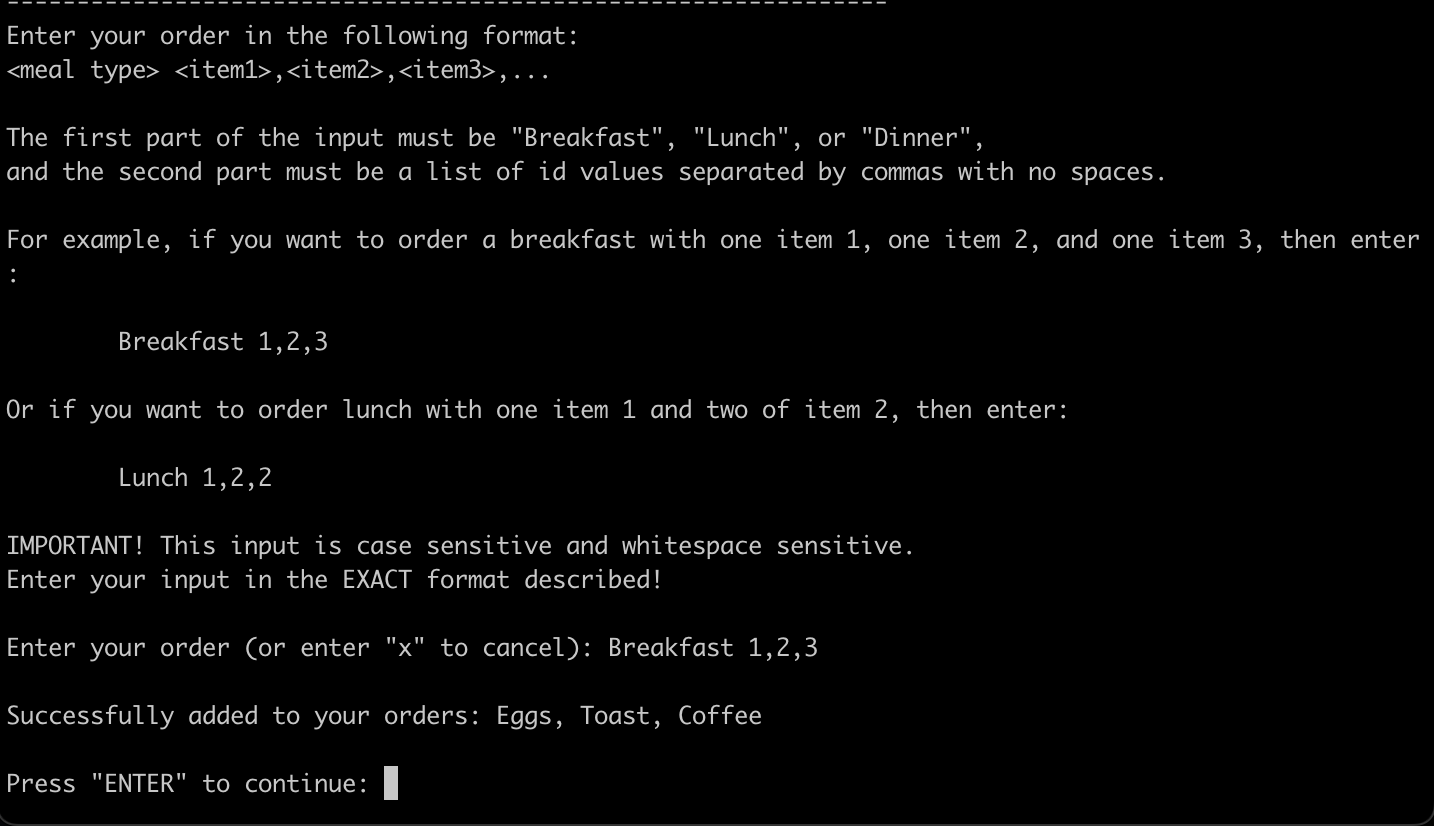 ---------------------------------------------------------------
Enter your order in the following format:
<meal type> <item1>,<item2>,<item3>,...
The first part of the input must be "Breakfast", "Lunch", or "Dinner",
and the second part must be a list of id values separated by commas with no spaces.
For example, if you want to order a breakfast with one item 1, one item 2, and one item 3, then enter
:
Breakfast 1,2,3
Or if you want to order lunch with one item 1 and two of item 2, then enter:
Lunch 1,2,2
IMPORTANT! This input is case sensitive and whitespace sensitive.
Enter your input in the EXACT format described!
Enter your order (or enter "x" to cancel): Breakfast 1,2,3
Successfully added to your orders: Eggs, Toast, Coffee
Press "ENTER" to continue: